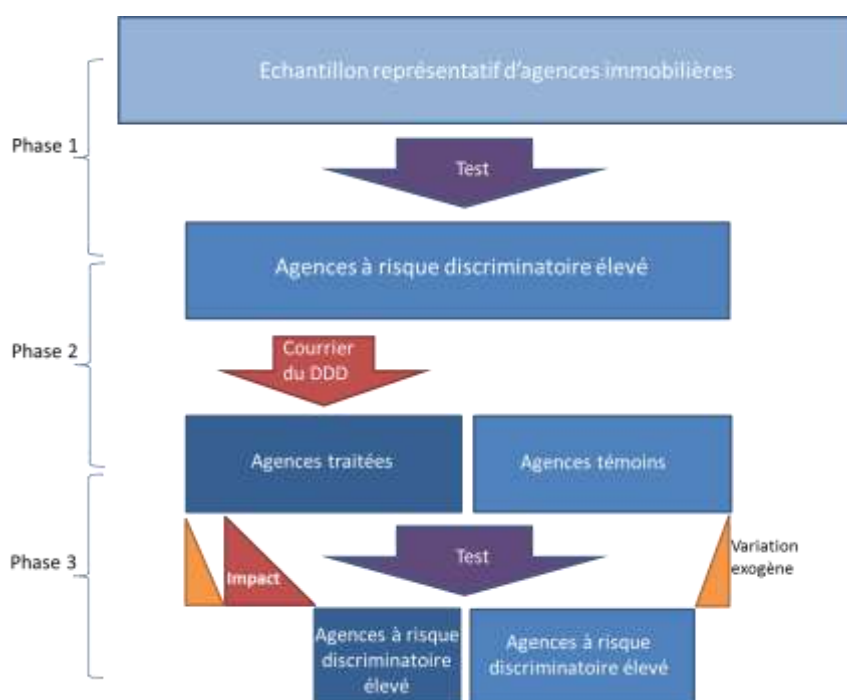 Echantillon représentatif d'agences immobilières
Phase 1
Test
Agences à risque discriminatoire élevé
Phase 2
Courrier
du DDD
Agences traitées
Agences témoins
Phase 3
Test
Variation
exogène
Impact
Agences à risque
discriminatoire
élevé
Agences à risque
discriminatoire élevé